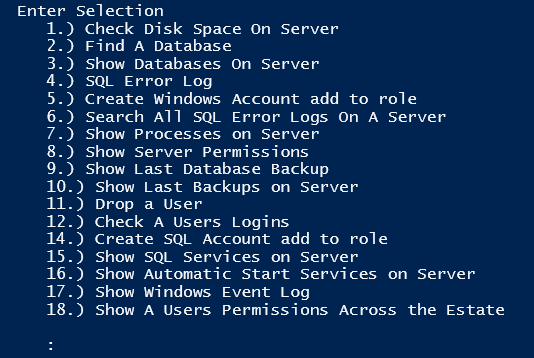 Enter Selection
1.) Check Disk Space On Server
2.) Find A Database
3.) Show Databases On Server
4.) SQL Error Log
5.) Create Windows Account add to role
6.) Search All SQL Error Logs On A Server
7.) Show Processes on Server
8.) Show Server Permissions
9.) Show Last Database Backup
10.) Show Last Backups on Server
11.) Drop a User
12.) Check A Users Logins
14.) Create SQL Account add to role
15.) Show SQL Services on Server
16.) Show Automatic Start Services on Server
17.) Show Windows Event Log
18.) Show A Users Permissions Across the Estate
: